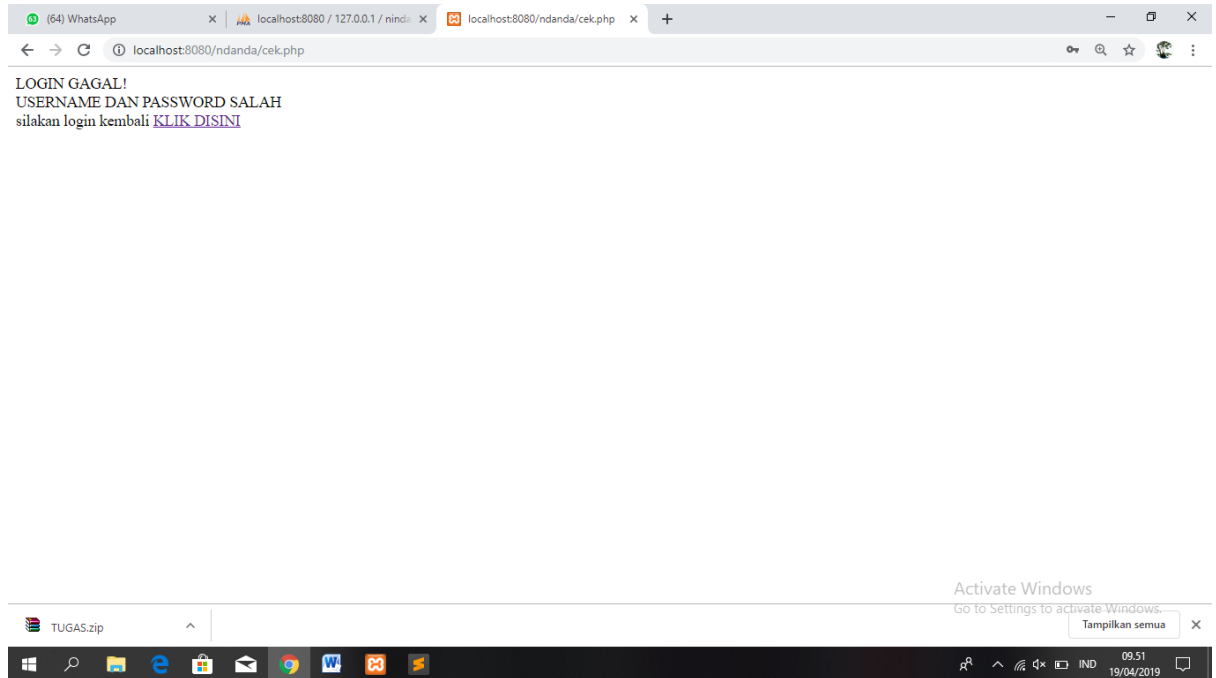 (64) WhatsApp
localhost:8080 / 127.0.0.1 / ninda
localhost:8080/ndanda/cek.php
localhost:8080/ndanda/cek.php
LOGIN GAGAL!
USERNAME DAN PASSWORD SALAH
silakan login kembali KLIK DISINI
Activate Windows
Go to Settings to activate Windows.
TUGAS.zip
Tampilkan semua
IND
09.51
19/04/2019